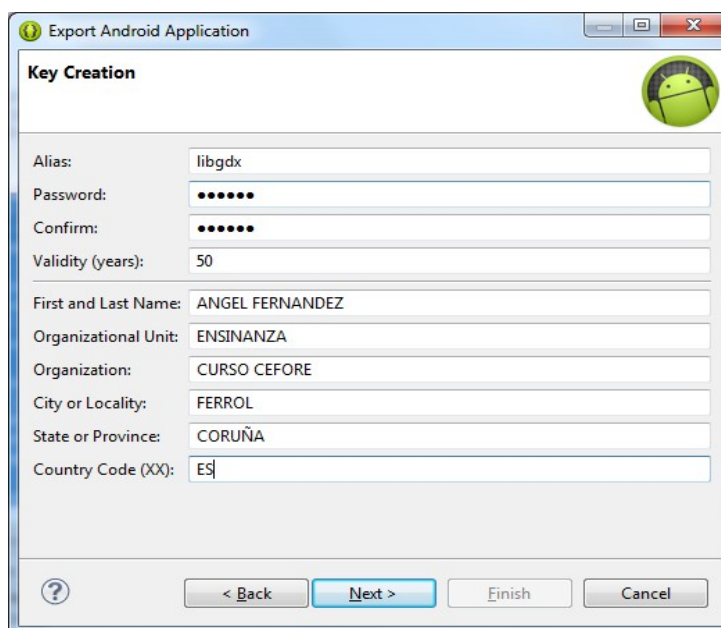 Export Android Application
Key Creation
Alias: libgdx
Password: ●●●●●●
Confirm: ●●●●●●
Validity (years): 50
First and Last Name: ANGEL FERNANDEZ
Organizational Unit: ENSINANZA
Organization: CURSO CEFORE
City or Locality: FERROL
State or Province: CORUÑA
Country Code (XX): ES
? < Back Next > Finish Cancel